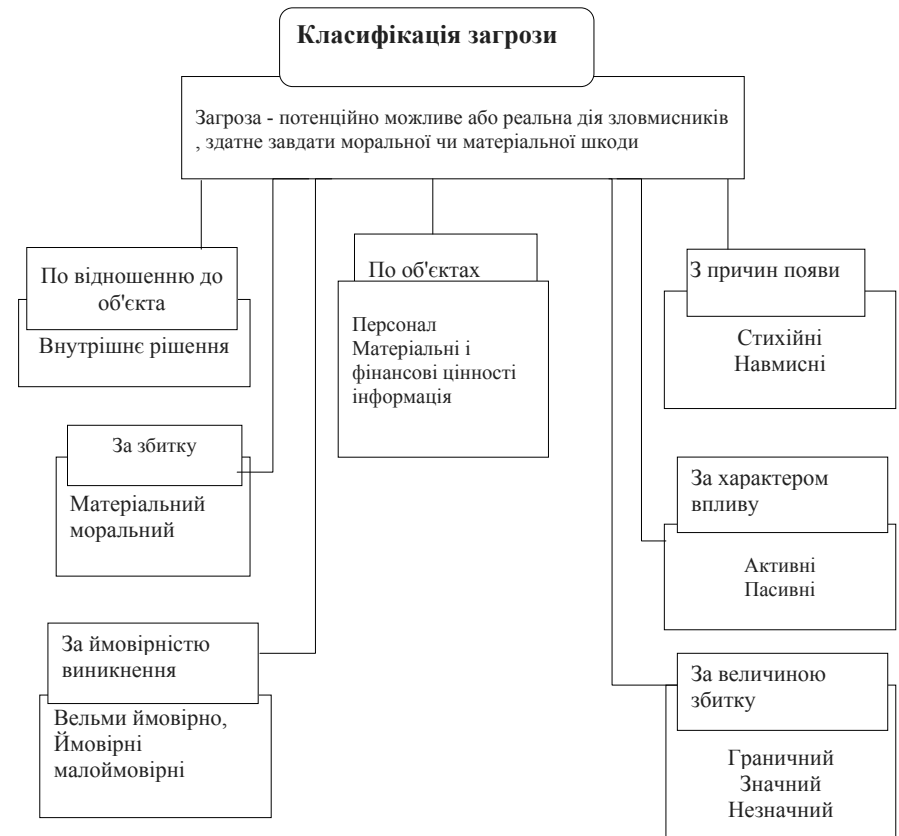 Класифікація загрози
Загроза - потенційно можливе або реальна дія зловмисників
, здатне завдати моральної чи матеріальної шкоди
По відношенню до
об'єкта
Внутрішнє рішення
По об'єктах
Персонал
Матеріальні і
фінансові цінності
інформація
З причин появи
Стихійні
Навмисні
За збитку
Матеріальний
моральний
За характером
впливу
Активні
Пасивні
За ймовірністю
виникнення
Вельми ймовірно,
Ймовірні
малоймовірні
За величиною
збитку
Граничний
Значний
Незначний